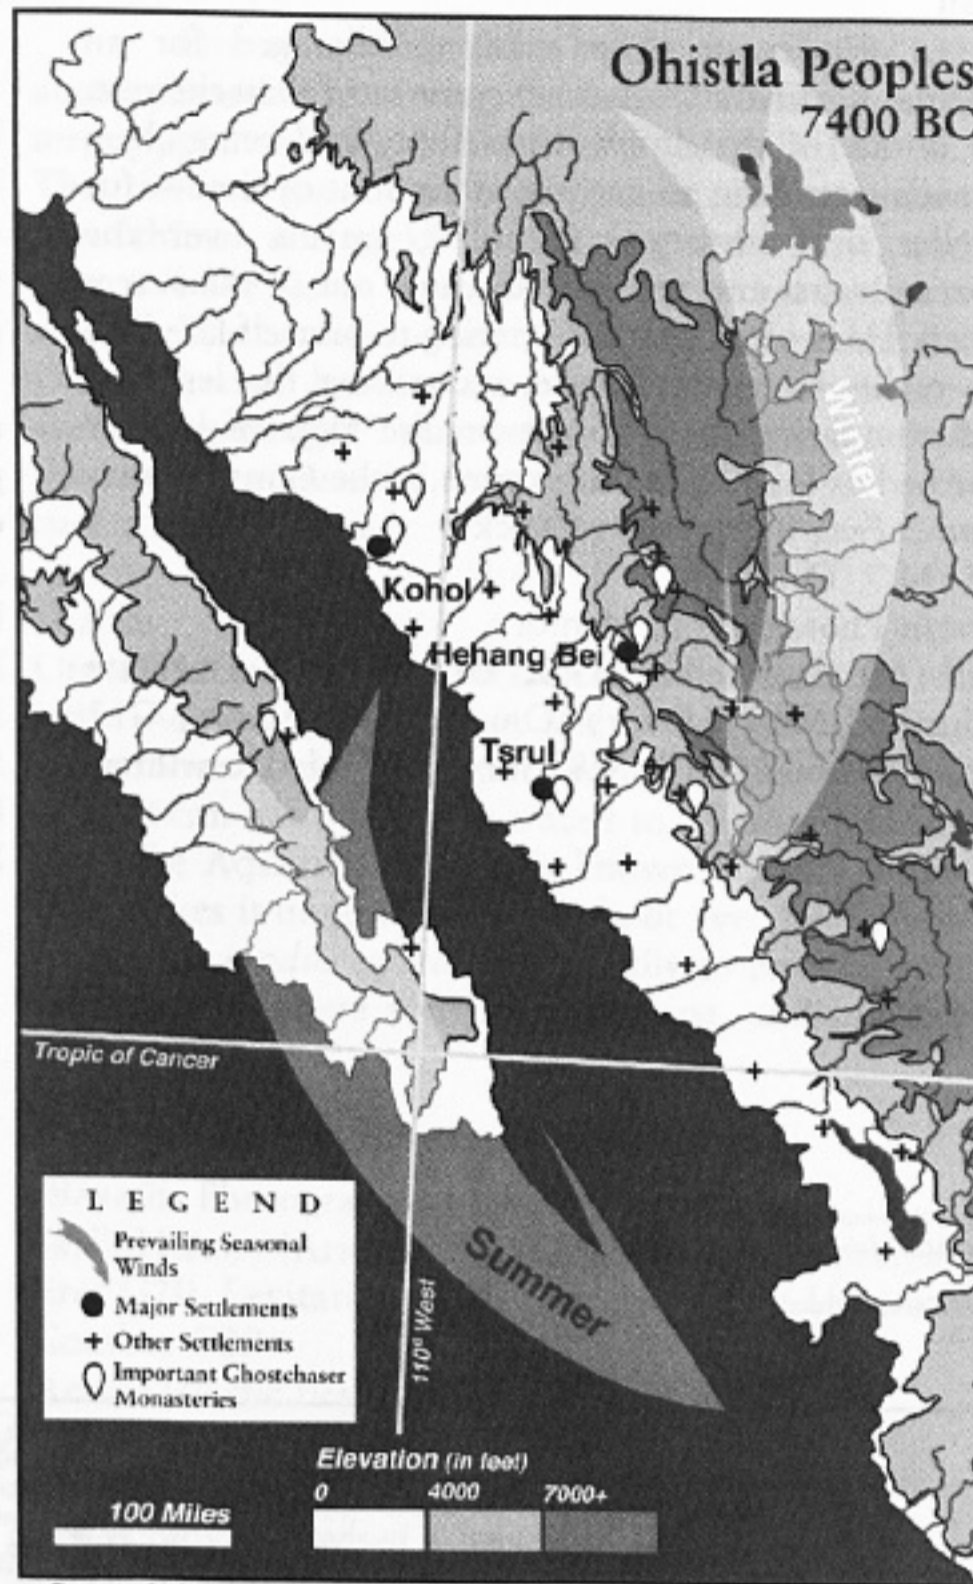 Ohistla Peoples
7400 BC
Winter
Kohol
Hehang Bei
Tsrul
Tropic of Cancer
Summer
110° West
LEGEND
Prevailing Seasonal
Winds
Major Settlements
Other Settlements
Important Ghostchaser
Monasteries
Elevation (in feet)
0 4000 7000+
100 Miles